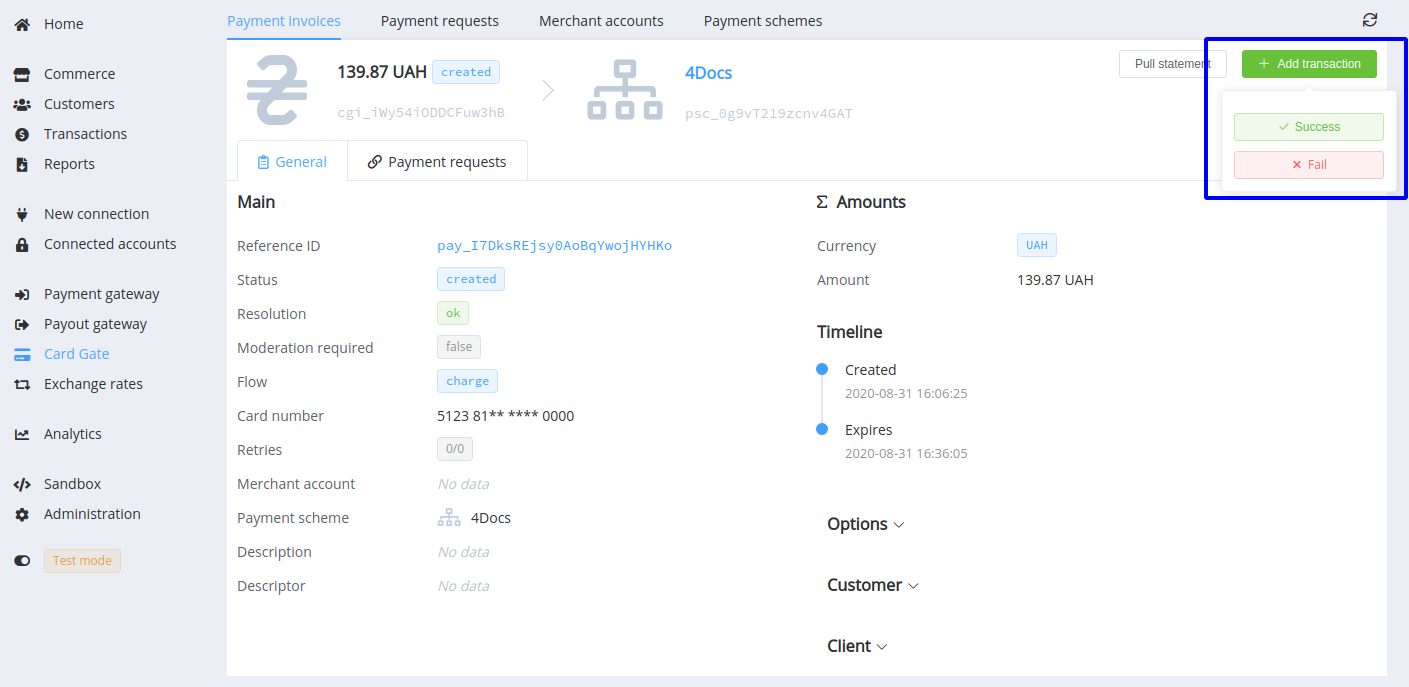 Home
Commerce
Customers
Transactions
Reports
New connection
Connected accounts
Payment gateway
Payout gateway
Card Gate
Exchange rates
Analytics
Sandbox
Administration
Test mode
Payment invoices Payment requests Merchant accounts Payment schemes
139.87 UAH created
cgi_iWy54iODDCFuw3hB
4Docs
psc_0g9vT219zcnv4GAT
Pull statement
Add transaction
Success
Fail
General Payment requests
Main
Reference ID pay_I7DksREjsy0AoBqYwojHYHKo
Status created
Resolution ok
Moderation required false
Flow charge
Card number 5123 81** **** 0000
Retries 0/0
Merchant account No data
Payment scheme 4Docs
Description No data
Descriptor No data
Σ Amounts
Currency UAH
Amount 139.87 UAH
Timeline
Created
2020-08-31 16:06:25
Expires
2020-08-31 16:36:05
Options
Customer
Client